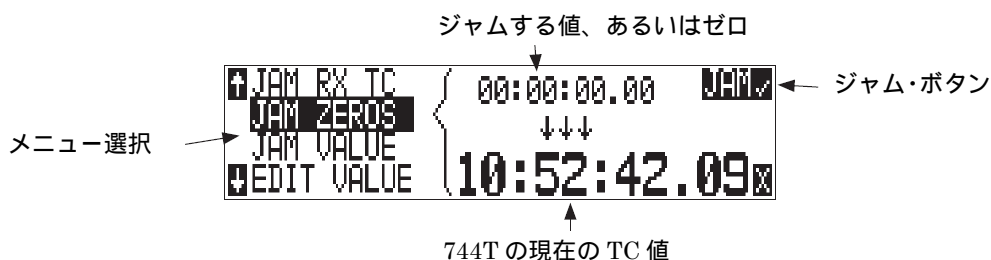 ジャムする値、あるいはゼロ
JAM RX TC
00:00:00.00
JAM
ジャム・ボタン
JAM ZEROS
メニュー選択
JAM VALUE
EDIT VALUE
10:52:42.09
744T の現在の TC 値